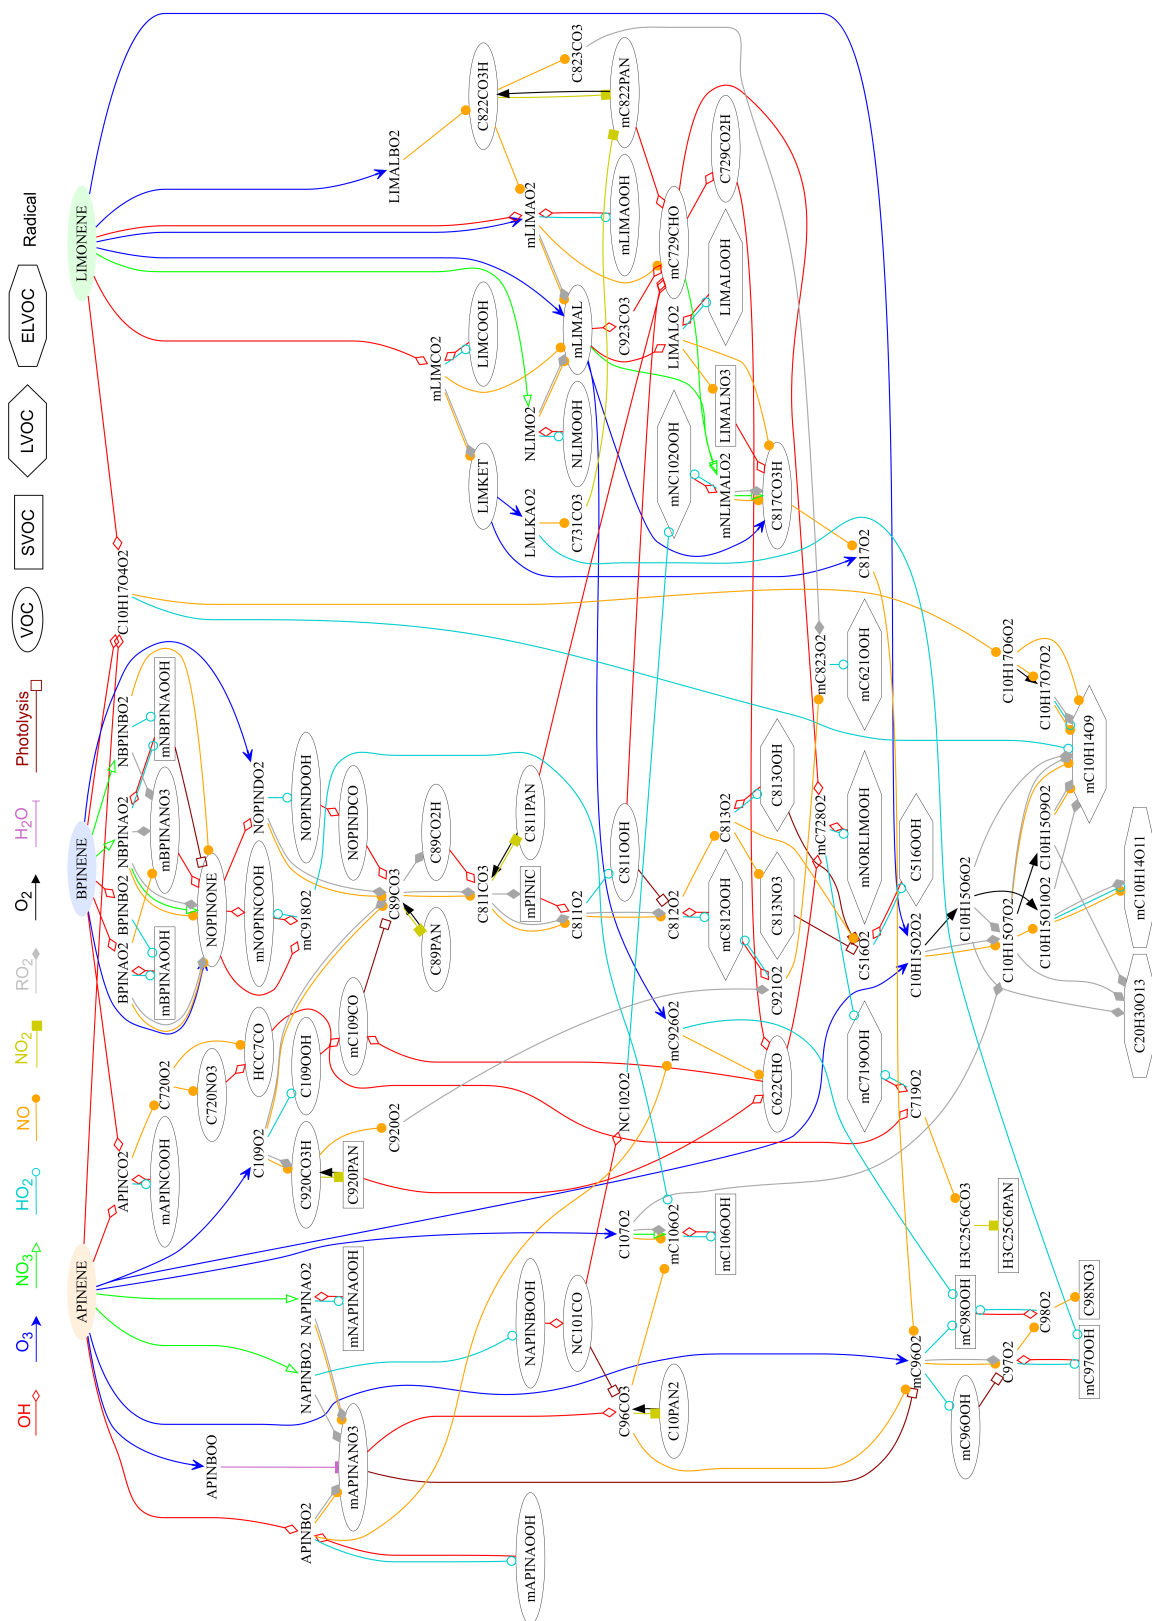 OH
O3
NO3
HO2
NO
NO2
RO2
O2
H2O
Photolysis
VOC
SVOC
LVOC
ELVOC
Radical
APINENE
BPINENE
LIMONENE
APINCO2
BPINAO2
BPINBO2
NBPINAO2
NBPINBO2
C10H17O4O2
mAPINCOOH
C720O2
mBPINAOOH
mBPINANO3
mNBPINAOOH
C720NO3
APINBOO
NOPINONE
LIMALBO2
HCC7CO
C109O2
NOPINDO2
mNOPINCOOH
APINBO2
NAPINBO2
NAPINAO2
C920CO3H
C109OOH
mC918O2
NOPINDOOH
mAPINANO3
mNAPINAOOH
C920PAN
mC109CO
NOPINDCO
C920O2
C89CO3
C89PAN
C89CO2H
mLIMCO2
C811CO3
LIMKET
LIMCOOH
C822CO3H
mAPINAOOH
NAPINBOOH
mPINIC
C811PAN
LMLKAO2
NLIMO2
mLIMAO2
NC101CO
C811O2
C731CO3
NLIMOOH
mLIMAL
C823CO3
C96CO3
C107O2
NC102O2
C811OOH
C923CO3
mLIMAOOH
mC822PAN
C10PAN2
mC106O2
mC926O2
C812O2
mNC102OOH
LIMALO2
mC729CHO
mC106OOH
mC812OOH
C813O2
mNLIMALO2
LIMALNO3
LIMALOOH
C729CO2H
C622CHO
C921O2
C813NO3
C813OOH
C817CO3H
mC728O2
mC823O2
mC719OOH
C516O2
mNORLIMOOH
mC621OOH
C817O2
mC96O2
C719O2
C10H15O2O2
C516OOH
mC96OOH
mC98OOH
H3C25C6CO3
C10H15O6O2
C97O2
H3C25C6PAN
C10H15O7O2
C10H17O6O2
C98O2
C10H15O10O2
C10H15O9O2
C10H17O7O2
C98NO3
mC97OOH
mC10H14O9
C20H30O13
mC10H14O11